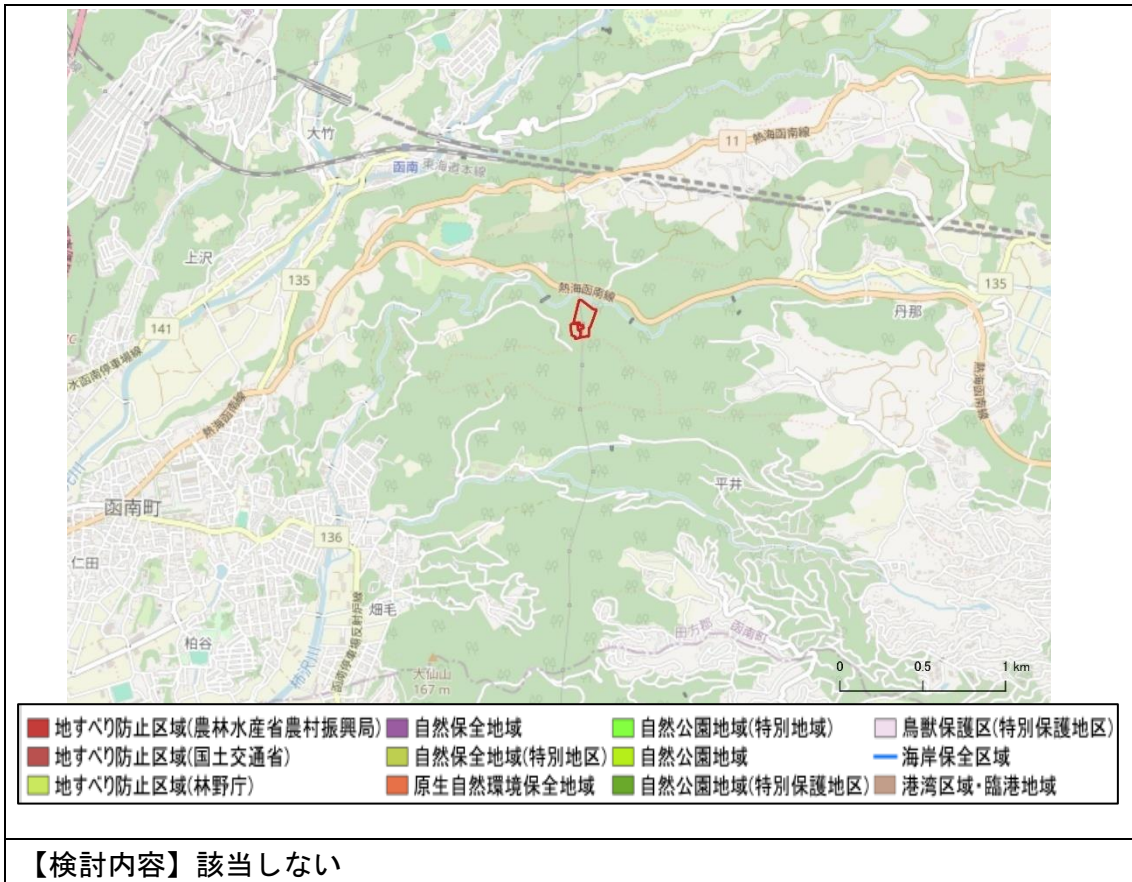 大竹
函南
東海道本線
11
熱海函南線
上沢
135
熱海函南線
135
丹那
141
熱海函南線
熱海函南線
函南町
平井
136
仁田
畑毛
柏谷
田方郡
函南町
函南停車場反射炉線
柿沢川
大仙山
167 m
0 0.5 1 km
地すべり防止区域(農林水産省農村振興局) 自然保全地域 自然公園地域(特別地域) 鳥獣保護区(特別保護地区)
地すべり防止区域(国土交通省) 自然保全地域(特別地区) 自然公園地域 海岸保全区域
地すべり防止区域(林野庁) 原生自然環境保全地域 自然公園地域(特別保護地区) 港湾区域・臨港地域
【検討内容】該当しない